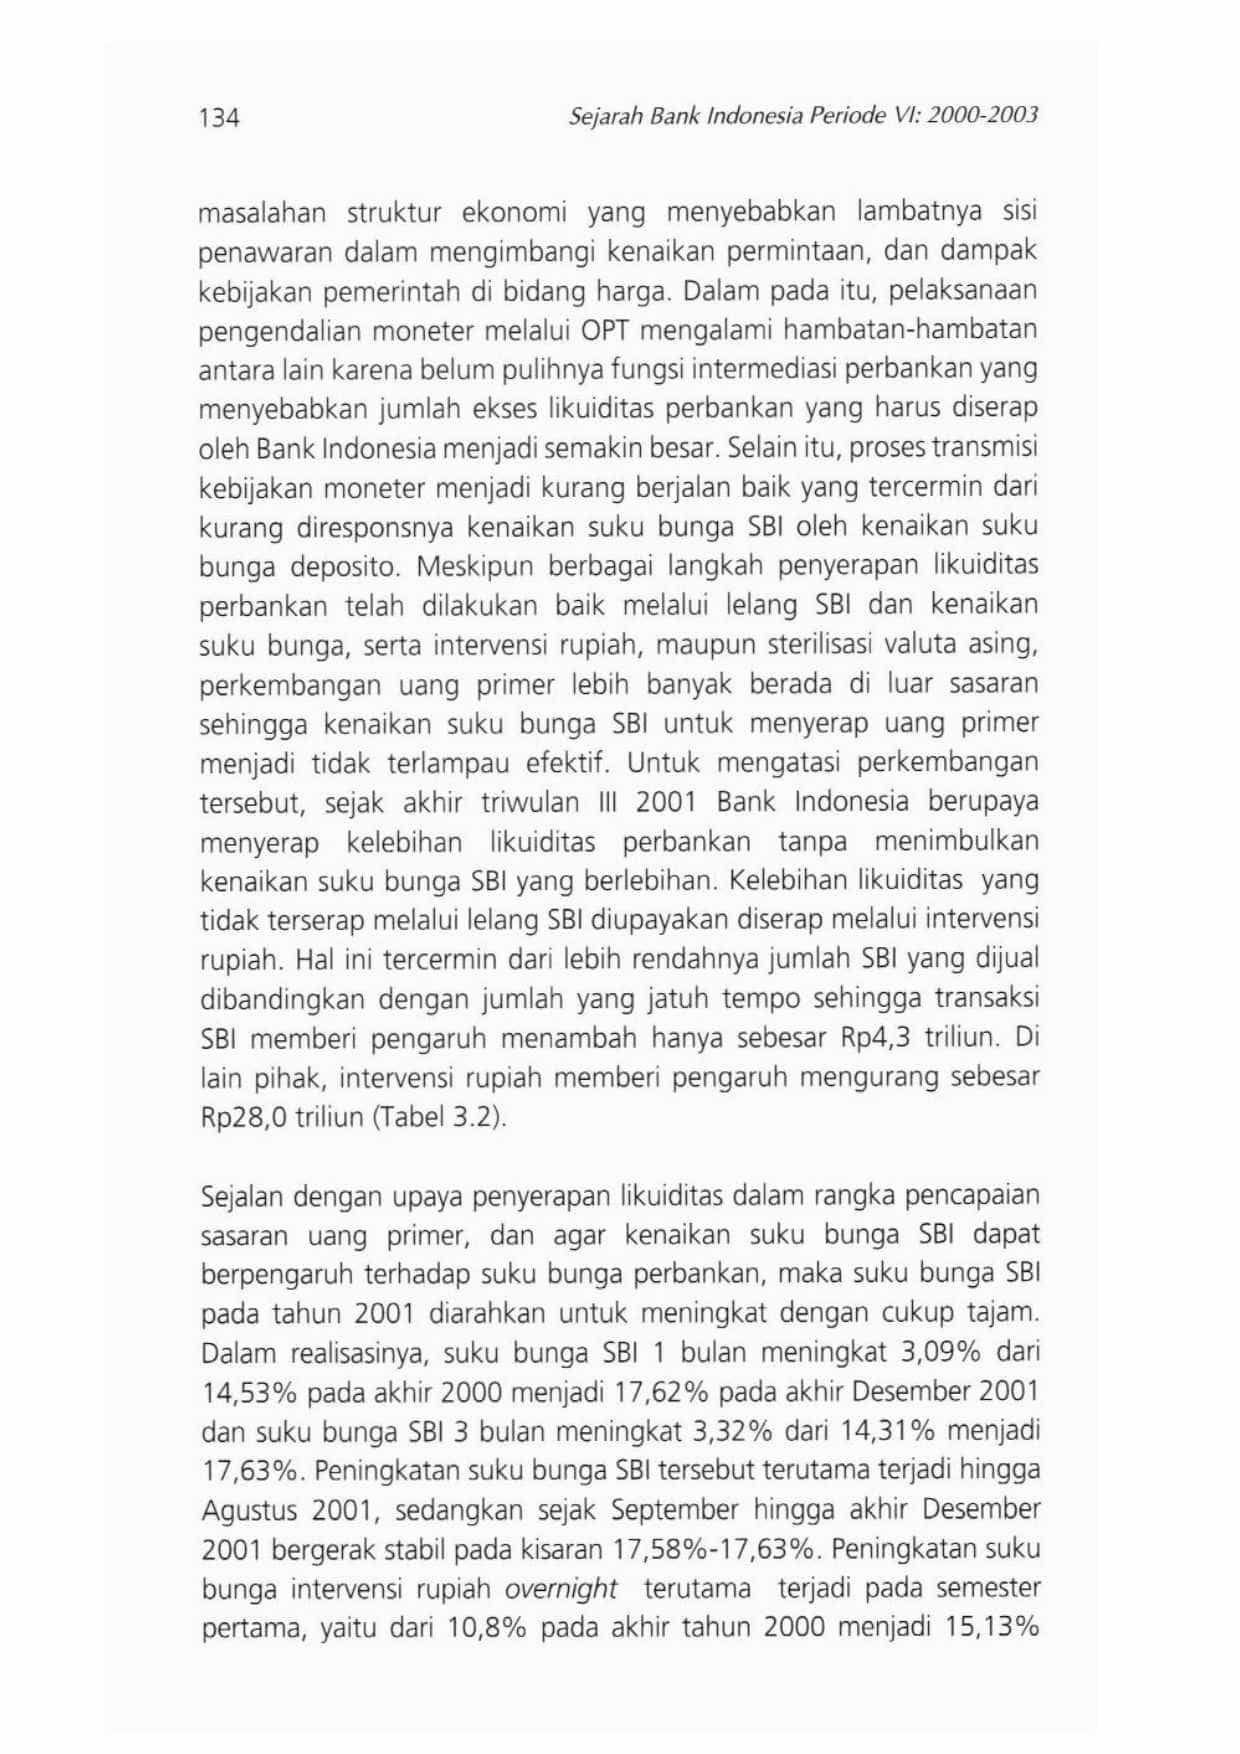 134
Sejarah Bank Indonesia Periode VI: 2000-2003
masalahan struktur ekonomi yang menyebabkan lambatnya sisi
penawaran dalam mengimbangi kenaikan permintaan, dan dampak
kebijakan pemerintah di bidang harga. Dalam pada itu, pelaksanaan
pengendalian moneter melalui OPT mengalami hambatan-hambatan
antara lain karena belum pulihnya fungsi intermediasi perbankan yang
menyebabkan jumlah ekses likuiditas perbankan yang harus diserap
oleh Bank Indonesia menjadi semakin besar. Selain itu, proses transmisi
kebijakan moneter menjadi kurang berjalan baik yang tercermin dari
kurang diresponsnya kenaikan suku bunga SBI oleh kenaikan suku
bunga deposito. Meskipun berbagai langkah penyerapan likuiditas
perbankan telah dilakukan baik melalui lelang SBI dan kenaikan
suku bunga, serta intervensi rupiah, maupun sterilisasi valuta asing,
perkembangan uang primer lebih banyak berada di luar sasaran
sehingga kenaikan suku bunga SBI untuk menyerap uang primer
menjadi tidak terlampau efektif. Untuk mengatasi perkembangan
tersebut, sejak akhir triwulan III 2001 Bank Indonesia berupaya
menyerap kelebihan likuiditas perbankan tanpa menimbulkan
kenaikan suku bunga SBI yang berlebihan. Kelebihan likuiditas yang
tidak terserap melalui lelang SBI diupayakan diserap melalui intervensi
rupiah. Hal ini tercermin dari lebih rendahnya jumlah SBI yang dijual
dibandingkan dengan jumlah yang jatuh tempo sehingga transaksi
SBI memberi pengaruh menambah hanya sebesar Rp4,3 triliun. Di
lain pihak, intervensi rupiah memberi pengaruh mengurang sebesar
Rp28,0 triliun (Tabel 3.2).
Sejalan dengan upaya penyerapan likuiditas dalam rangka pencapaian
sasaran uang primer, dan agar kenaikan suku bunga SBI dapat
berpengaruh terhadap suku bunga perbankan, maka suku bunga SBI
pada tahun 2001 diarahkan untuk meningkat dengan cukup tajam.
Dalam realisasinya, suku bunga SBI 1 bulan meningkat 3,09% dari
14,53% pada akhir 2000 menjadi 17,62% pada akhir Desember 2001
dan suku bunga SBI 3 bulan meningkat 3,32% dari 14,31% menjadi
17,63%. Peningkatan suku bunga SBI tersebut terutama terjadi hingga
Agustus 2001, sedangkan sejak September hingga akhir Desember
2001 bergerak stabil pada kisaran 17,58%-17,63%. Peningkatan suku
bunga intervensi rupiah overnight terutama terjadi pada semester
pertama, yaitu dari 10,8% pada akhir tahun 2000 menjadi 15,13%